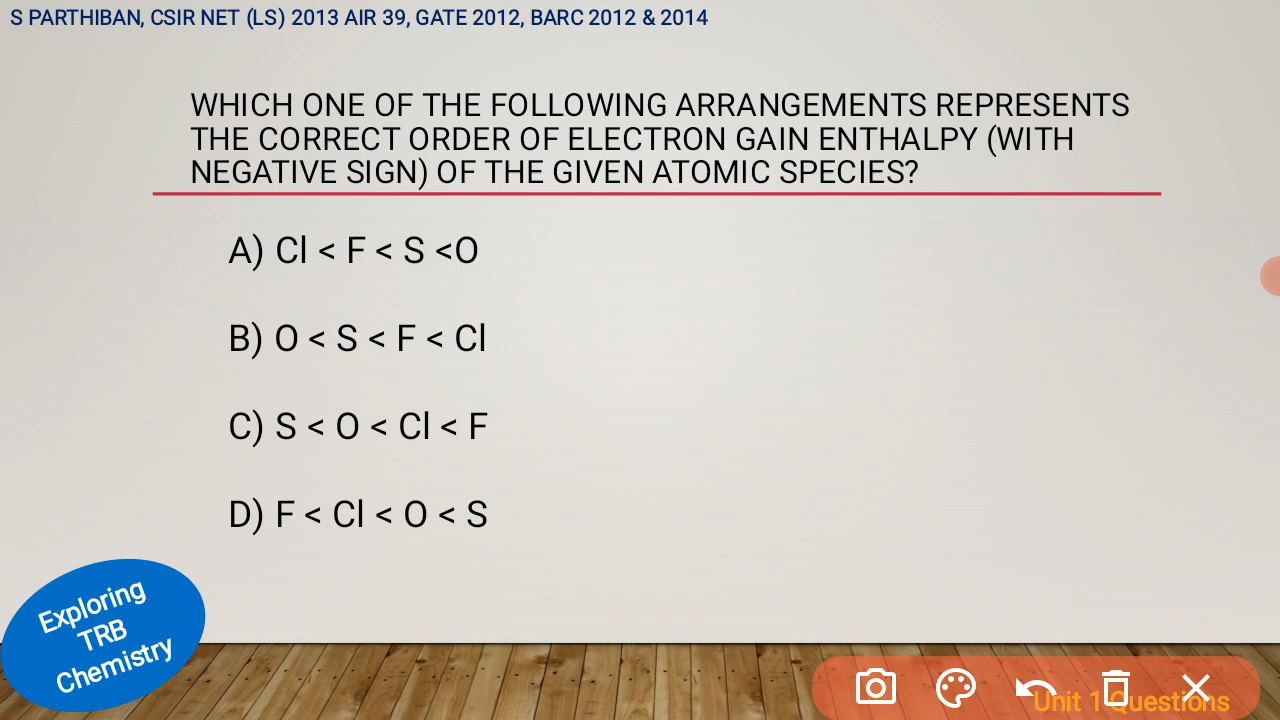 S PARTHIBAN, CSIR NET (LS) 2013 AIR 39, GATE 2012, BARC 2012 & 2014
WHICH ONE OF THE FOLLOWING ARRANGEMENTS REPRESENTS
THE CORRECT ORDER OF ELECTRON GAIN ENTHALPY (WITH
NEGATIVE SIGN) OF THE GIVEN ATOMIC SPECIES?
A) Cl < F < S <O
B) O < S < F < Cl
C) S < O < Cl < F
D) F < Cl < O < S
Exploring
TRB
Chemistry
Unit 1 Questions